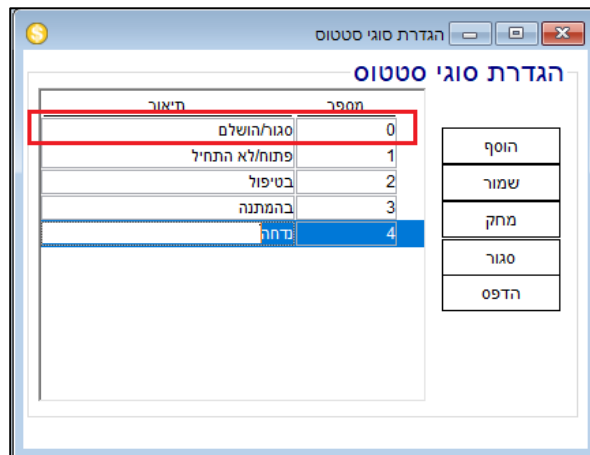 הגדרת סוגי סטטוס
הגדרת סוגי סטטוס
מספר תיאור
0 סגור/הושלם
1 פתוח/לא התחיל
2 בטיפול
3 בהמתנה
4 נדחה
הוסף
שמור
מחק
סגור
הדפס